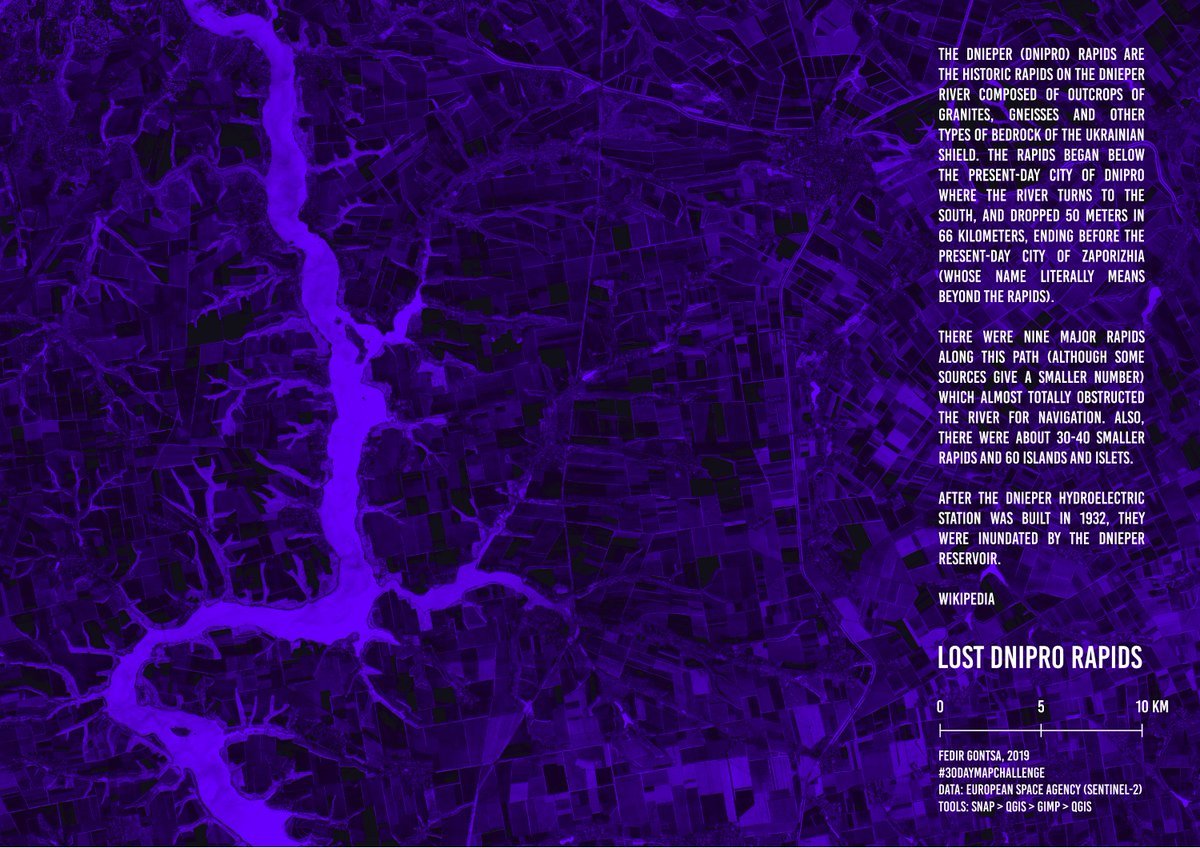 THE DNIEPER (DNIPRO) RAPIDS ARE
THE HISTORIC RAPIDS ON THE DNIEPER
RIVER COMPOSED OF OUTCROPS OF
GRANITES, GNEISSES AND OTHER
TYPES OF BEDROCK OF THE UKRAINIAN
SHIELD. THE RAPIDS BEGAN BELOW
THE PRESENT-DAY CITY OF DNIPRO
WHERE THE RIVER TURNS TO THE
SOUTH, AND DROPPED 50 METERS IN
66 KILOMETERS, ENDING BEFORE THE
PRESENT-DAY CITY OF ZAPORIZHIA
(WHOSE NAME LITERALLY MEANS
BEYOND THE RAPIDS).
THERE WERE NINE MAJOR RAPIDS
ALONG THIS PATH (ALTHOUGH SOME
SOURCES GIVE A SMALLER NUMBER)
WHICH ALMOST TOTALLY OBSTRUCTED
THE RIVER FOR NAVIGATION. ALSO,
THERE WERE ABOUT 30-40 SMALLER
RAPIDS AND 60 ISLANDS AND ISLETS.
AFTER THE DNIEPER HYDROELECTRIC
STATION WAS BUILT IN 1932, THEY
WERE INUNDATED BY THE DNIEPER
RESERVOIR.
WIKIPEDIA
LOST DNIPRO RAPIDS
0 5 10 KM
FEDIR GONTSA, 2019
#30DAYMAPCHALLENGE
DATA: EUROPEAN SPACE AGENCY (SENTINEL-2)
TOOLS: SNAP > QGIS > GIMP > QGIS